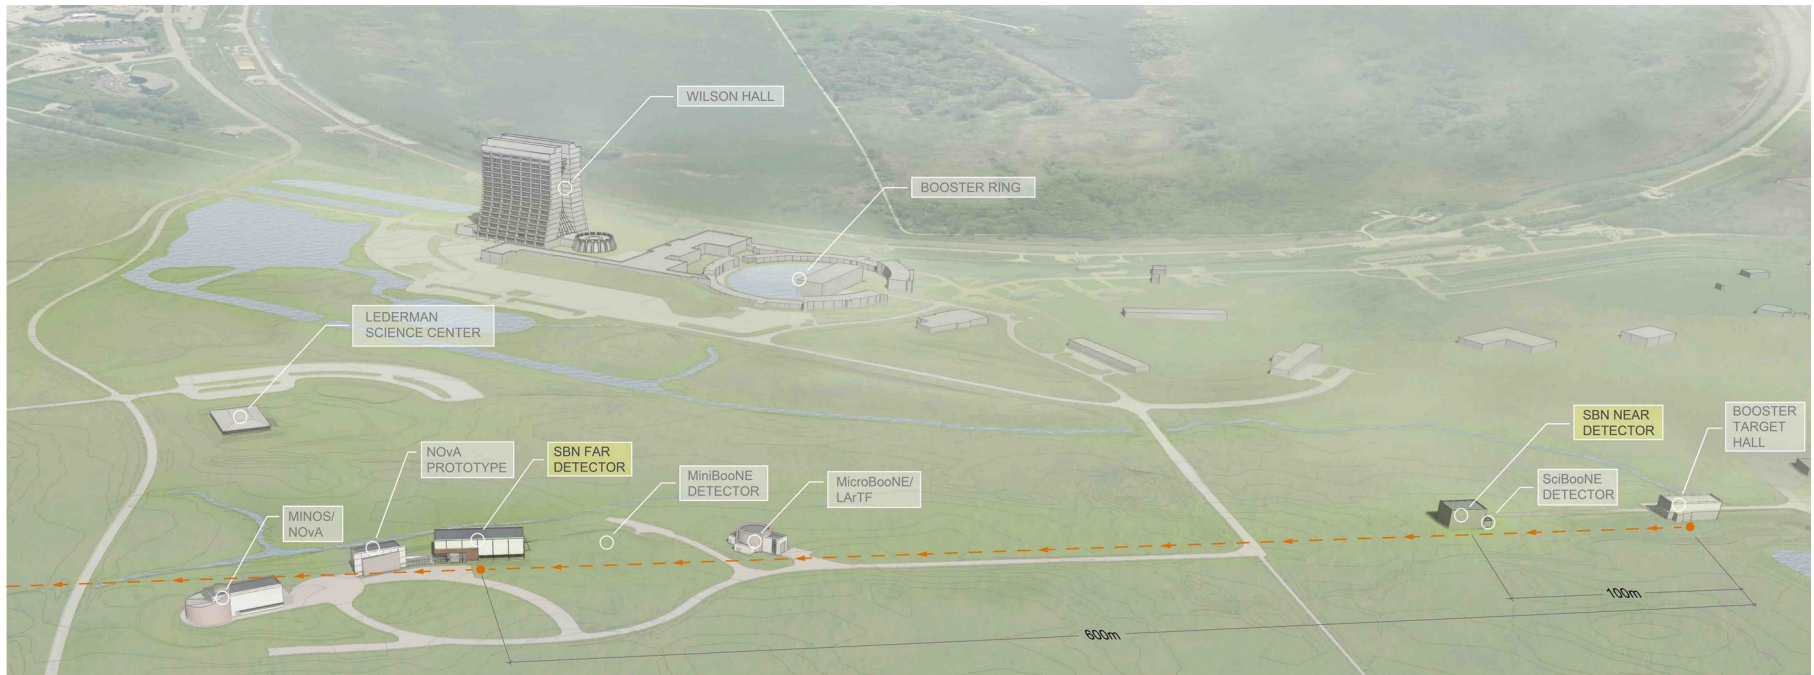 WILSON HALL
BOOSTER RING
LEDERMAN
SCIENCE CENTER
NOvA
PROTOTYPE
SBN FAR
DETECTOR
MiniBooNE
DETECTOR
MicroBooNE/
LArTF
SBN NEAR
DETECTOR
BOOSTER
TARGET
HALL
SciBooNE
DETECTOR
MINOS/
NOvA
100m
600m